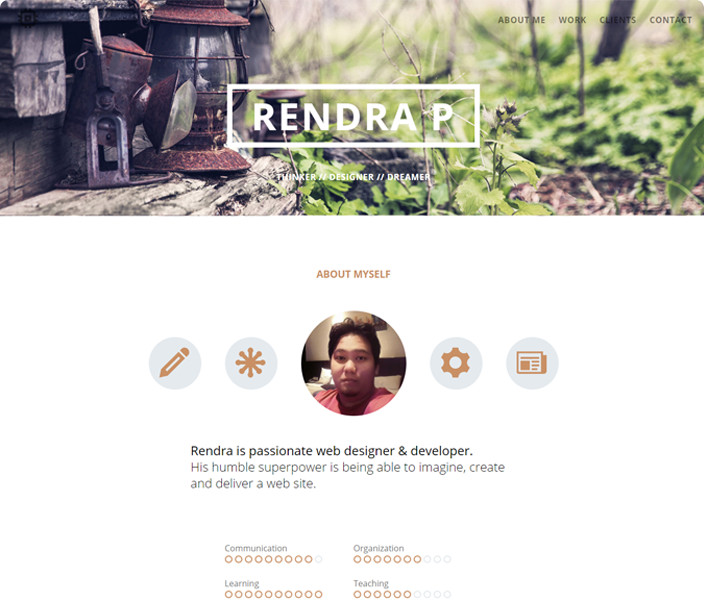 ABOUT ME WORK CLIENTS CONTACT
RENDRA P
THINKER // DESIGNER // DREAMER
ABOUT MYSELF
Rendra is passionate web designer & developer.
His humble superpower is being able to imagine, create
and deliver a web site.
Communication Organization
Learning Teaching